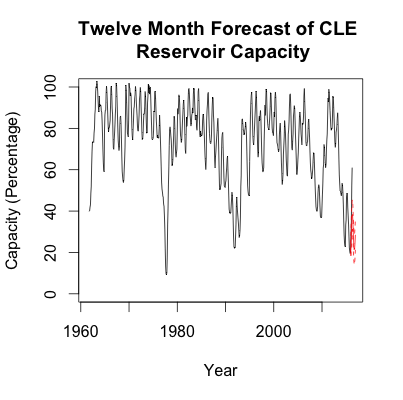 Twelve Month Forecast of CLE
Reservoir Capacity
100
80
60
40
20
0
Capacity (Percentage)
1960
1980
2000
Year